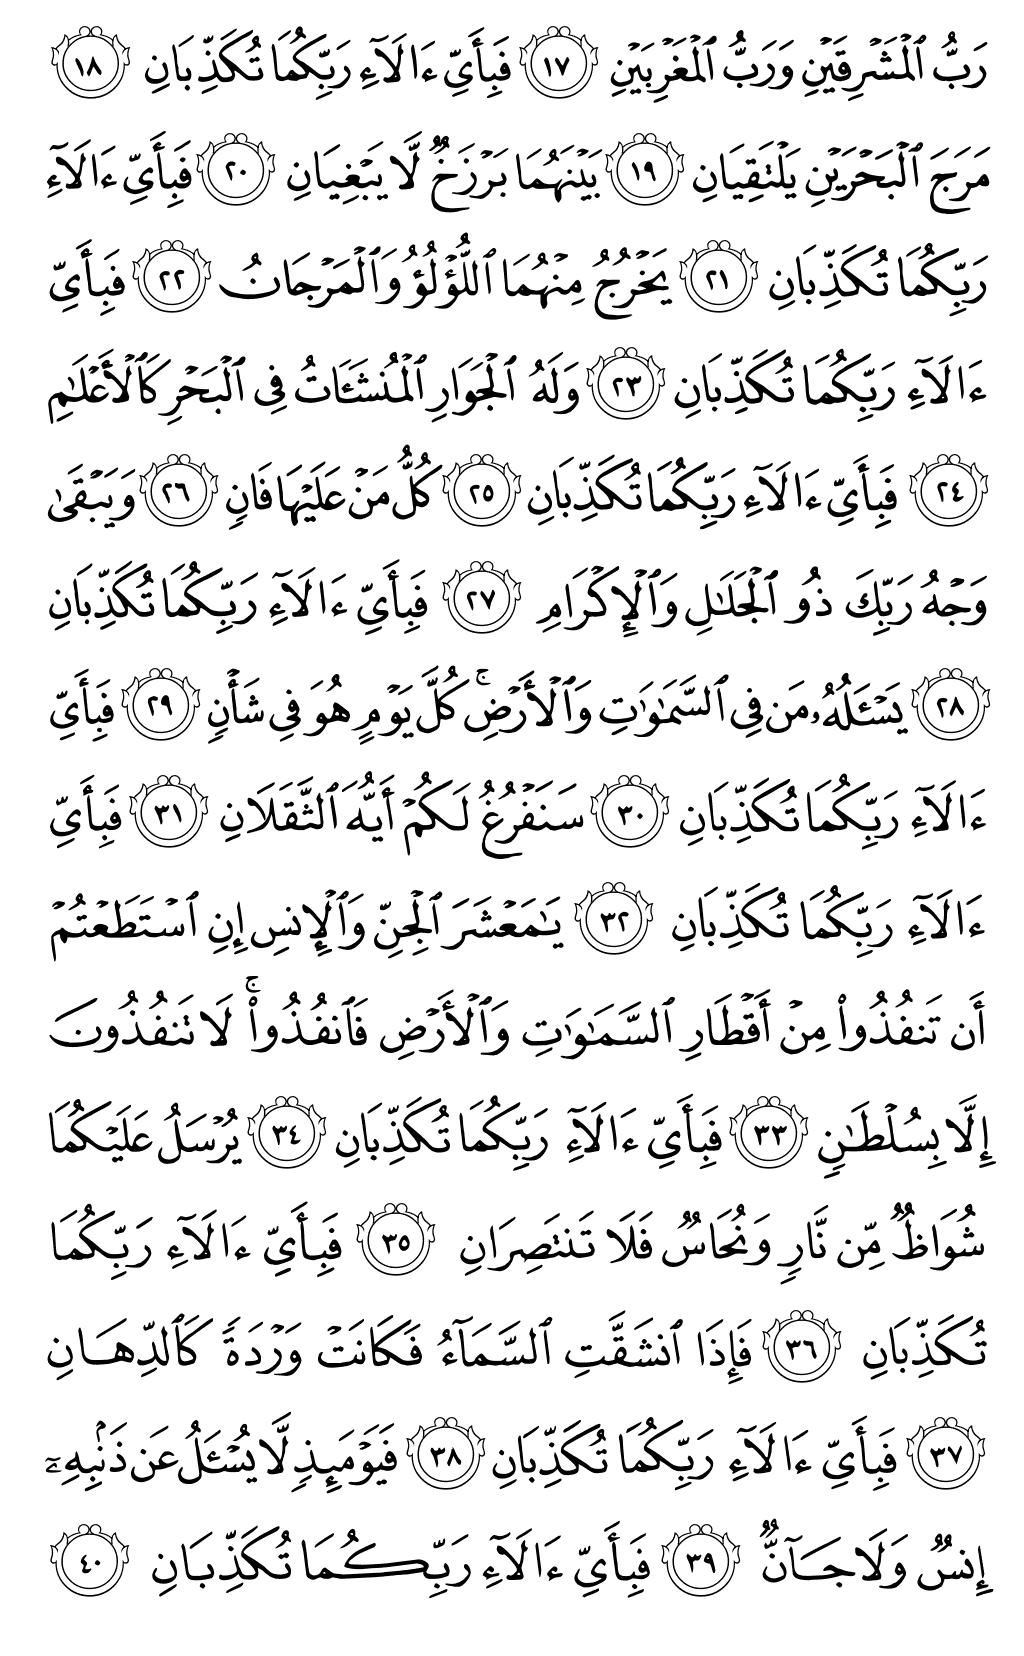 رَبُّ ٱلْمَشْرِقَيْنِ وَرَبُّ ٱلْمَغْرِبَيْنِ ١٧ فَبِأَىِّ ءَالَآءِ رَبِّكُمَا تُكَذِّبَانِ ١٨
مَرَجَ ٱلْبَحْرَيْنِ يَلْتَقِيَانِ ١٩ بَيْنَهُمَا بَرْزَخٌ لَّا يَبْغِيَانِ ٢٠ فَبِأَىِّ ءَالَآءِ
رَبِّكُمَا تُكَذِّبَانِ ٢١ يَخْرُجُ مِنْهُمَا ٱللُّؤْلُؤُ وَٱلْمَرْجَانُ ٢٢ فَبِأَىِّ
ءَالَآءِ رَبِّكُمَا تُكَذِّبَانِ ٢٣ وَلَهُ ٱلْجَوَارِ ٱلْمُنشَـَٔاتُ فِى ٱلْبَحْرِ كَٱلْأَعْلَٰمِ
٢٤ فَبِأَىِّ ءَالَآءِ رَبِّكُمَا تُكَذِّبَانِ ٢٥ كُلُّ مَنْ عَلَيْهَا فَانٍ ٢٦ وَيَبْقَىٰ
وَجْهُ رَبِّكَ ذُو ٱلْجَلَٰلِ وَٱلْإِكْرَامِ ٢٧ فَبِأَىِّ ءَالَآءِ رَبِّكُمَا تُكَذِّبَانِ
٢٨ يَسْـَٔلُهُۥ مَن فِى ٱلسَّمَٰوَٰتِ وَٱلْأَرْضِ ۚ كُلَّ يَوْمٍ هُوَ فِى شَأْنٍ ٢٩ فَبِأَىِّ
ءَالَآءِ رَبِّكُمَا تُكَذِّبَانِ ٣٠ سَنَفْرُغُ لَكُمْ أَيُّهَ ٱلثَّقَلَانِ ٣١ فَبِأَىِّ
ءَالَآءِ رَبِّكُمَا تُكَذِّبَانِ ٣٢ يَٰمَعْشَرَ ٱلْجِنِّ وَٱلْإِنسِ إِنِ ٱسْتَطَعْتُمْ
أَن تَنفُذُوا۟ مِنْ أَقْطَارِ ٱلسَّمَٰوَٰتِ وَٱلْأَرْضِ فَٱنفُذُوا۟ ۚ لَا تَنفُذُونَ
إِلَّا بِسُلْطَٰنٍ ٣٣ فَبِأَىِّ ءَالَآءِ رَبِّكُمَا تُكَذِّبَانِ ٣٤ يُرْسَلُ عَلَيْكُمَا
شُوَاظٌ مِّن نَّارٍ وَنُحَاسٌ فَلَا تَنتَصِرَانِ ٣٥ فَبِأَىِّ ءَالَآءِ رَبِّكُمَا
تُكَذِّبَانِ ٣٦ فَإِذَا ٱنشَقَّتِ ٱلسَّمَآءُ فَكَانَتْ وَرْدَةً كَٱلدِّهَانِ
٣٧ فَبِأَىِّ ءَالَآءِ رَبِّكُمَا تُكَذِّبَانِ ٣٨ فَيَوْمَئِذٍ لَّا يُسْـَٔلُ عَن ذَنۢبِهِۦٓ
إِنسٌ وَلَا جَآنٌّ ٣٩ فَبِأَىِّ ءَالَآءِ رَبِّكُمَا تُكَذِّبَانِ ٤٠